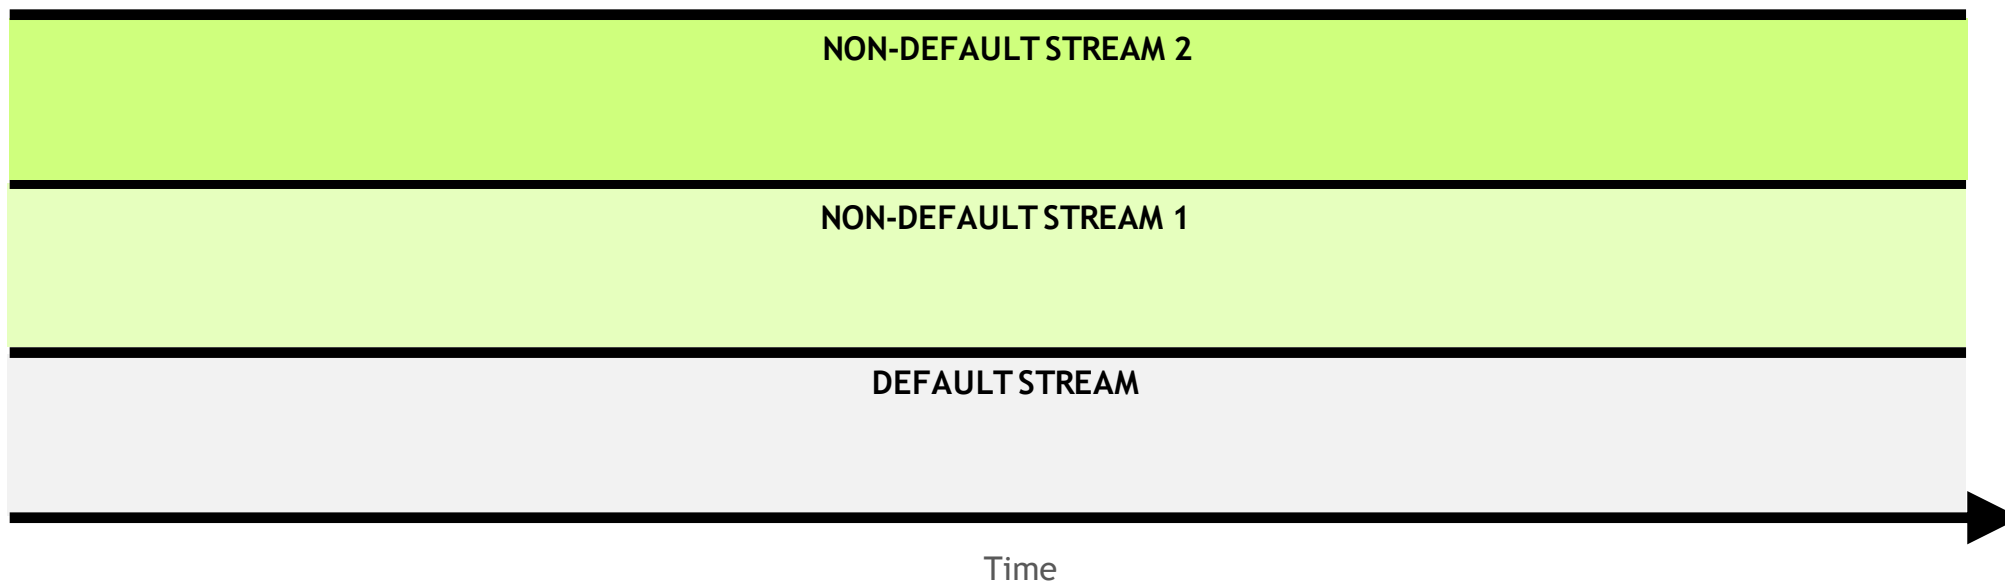 NON-DEFAULT STREAM 2
NON-DEFAULT STREAM 1
DEFAULT STREAM
Time